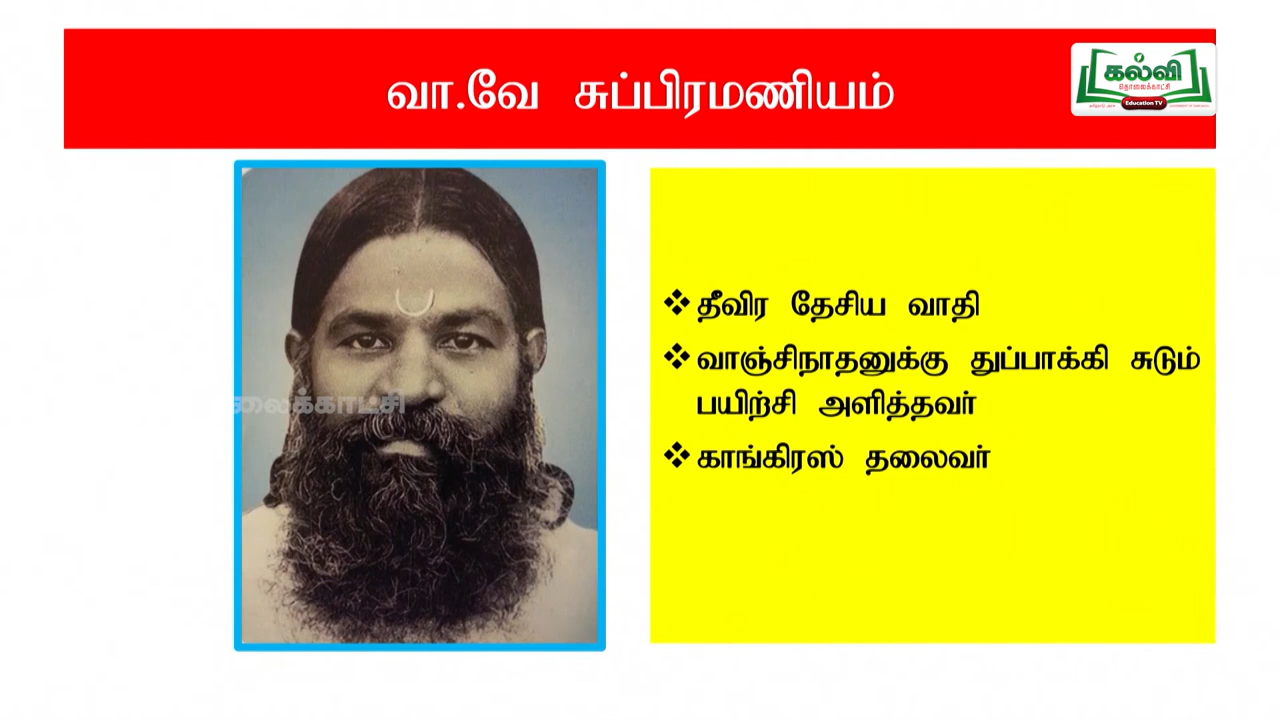 வா.வே சுப்பிரமணியம்
கல்வி
தொலைக்காட்சி
Education TV
❖ தீவிர தேசிய வாதி
❖ வாஞ்சிநாதனுக்கு துப்பாக்கி சுடும்
பயிற்சி அளித்தவர்
❖ காங்கிரஸ் தலைவர்
லைக்காட்சி